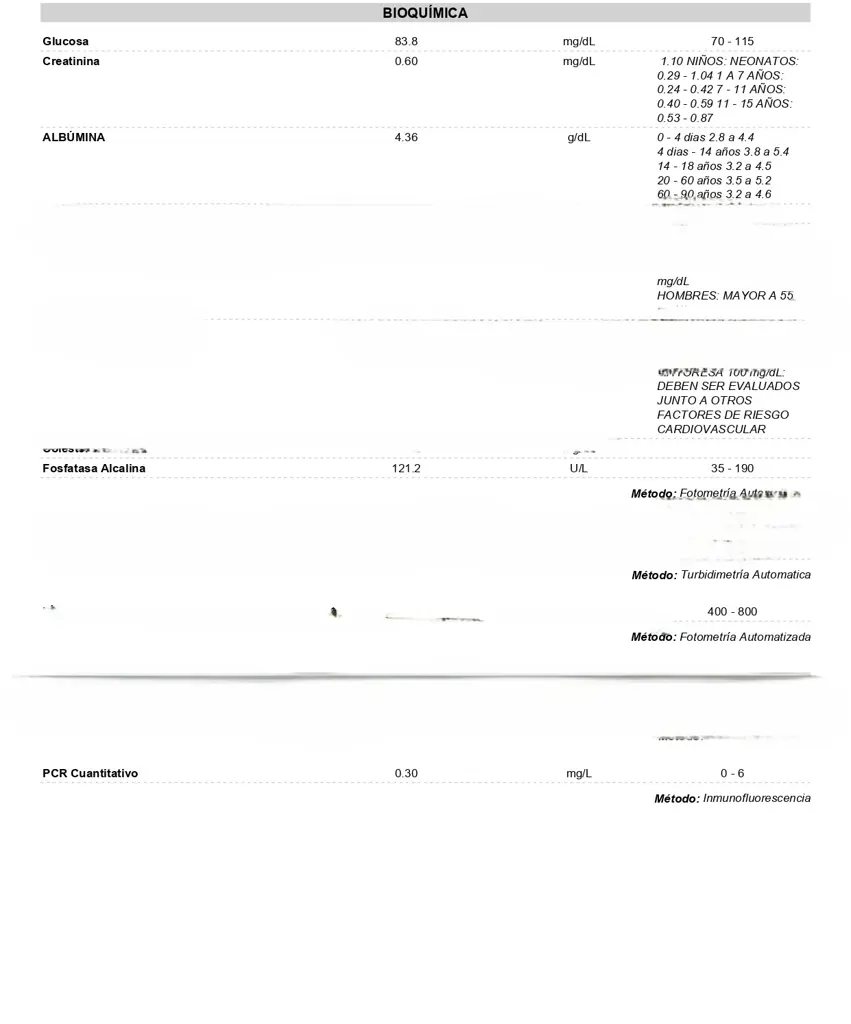 BIOQUÍMICA
Glucosa 83.8 mg/dL 70 - 115
Creatinina 0.60 mg/dL 1.10 NIÑOS: NEONATOS:
0.29 - 1.04 1 A 7 AÑOS:
0.24 - 0.42 7 - 11 AÑOS:
0.40 - 0.59 11 - 15 AÑOS:
0.53 - 0.87
ALBÚMINA 4.36 g/dL 0 - 4 dias 2.8 a 4.4
4 dias - 14 años 3.8 a 5.4
14 - 18 años 3.2 a 4.5
20 - 60 años 3.5 a 5.2
60 - 90 años 3.2 a 4.6
mg/dL
HOMBRES: MAYOR A 55
100 mg/dL:
DEBEN SER EVALUADOS
JUNTO A OTROS
FACTORES DE RIESGO
CARDIOVASCULAR
Fosfatasa Alcalina 121.2 U/L 35 - 190
Método: Fotometría
Método: Turbidimetría Automatica
400 - 800
Método: Fotometría Automatizada
PCR Cuantitativo 0.30 mg/L 0 - 6
Método: Inmunofluorescencia